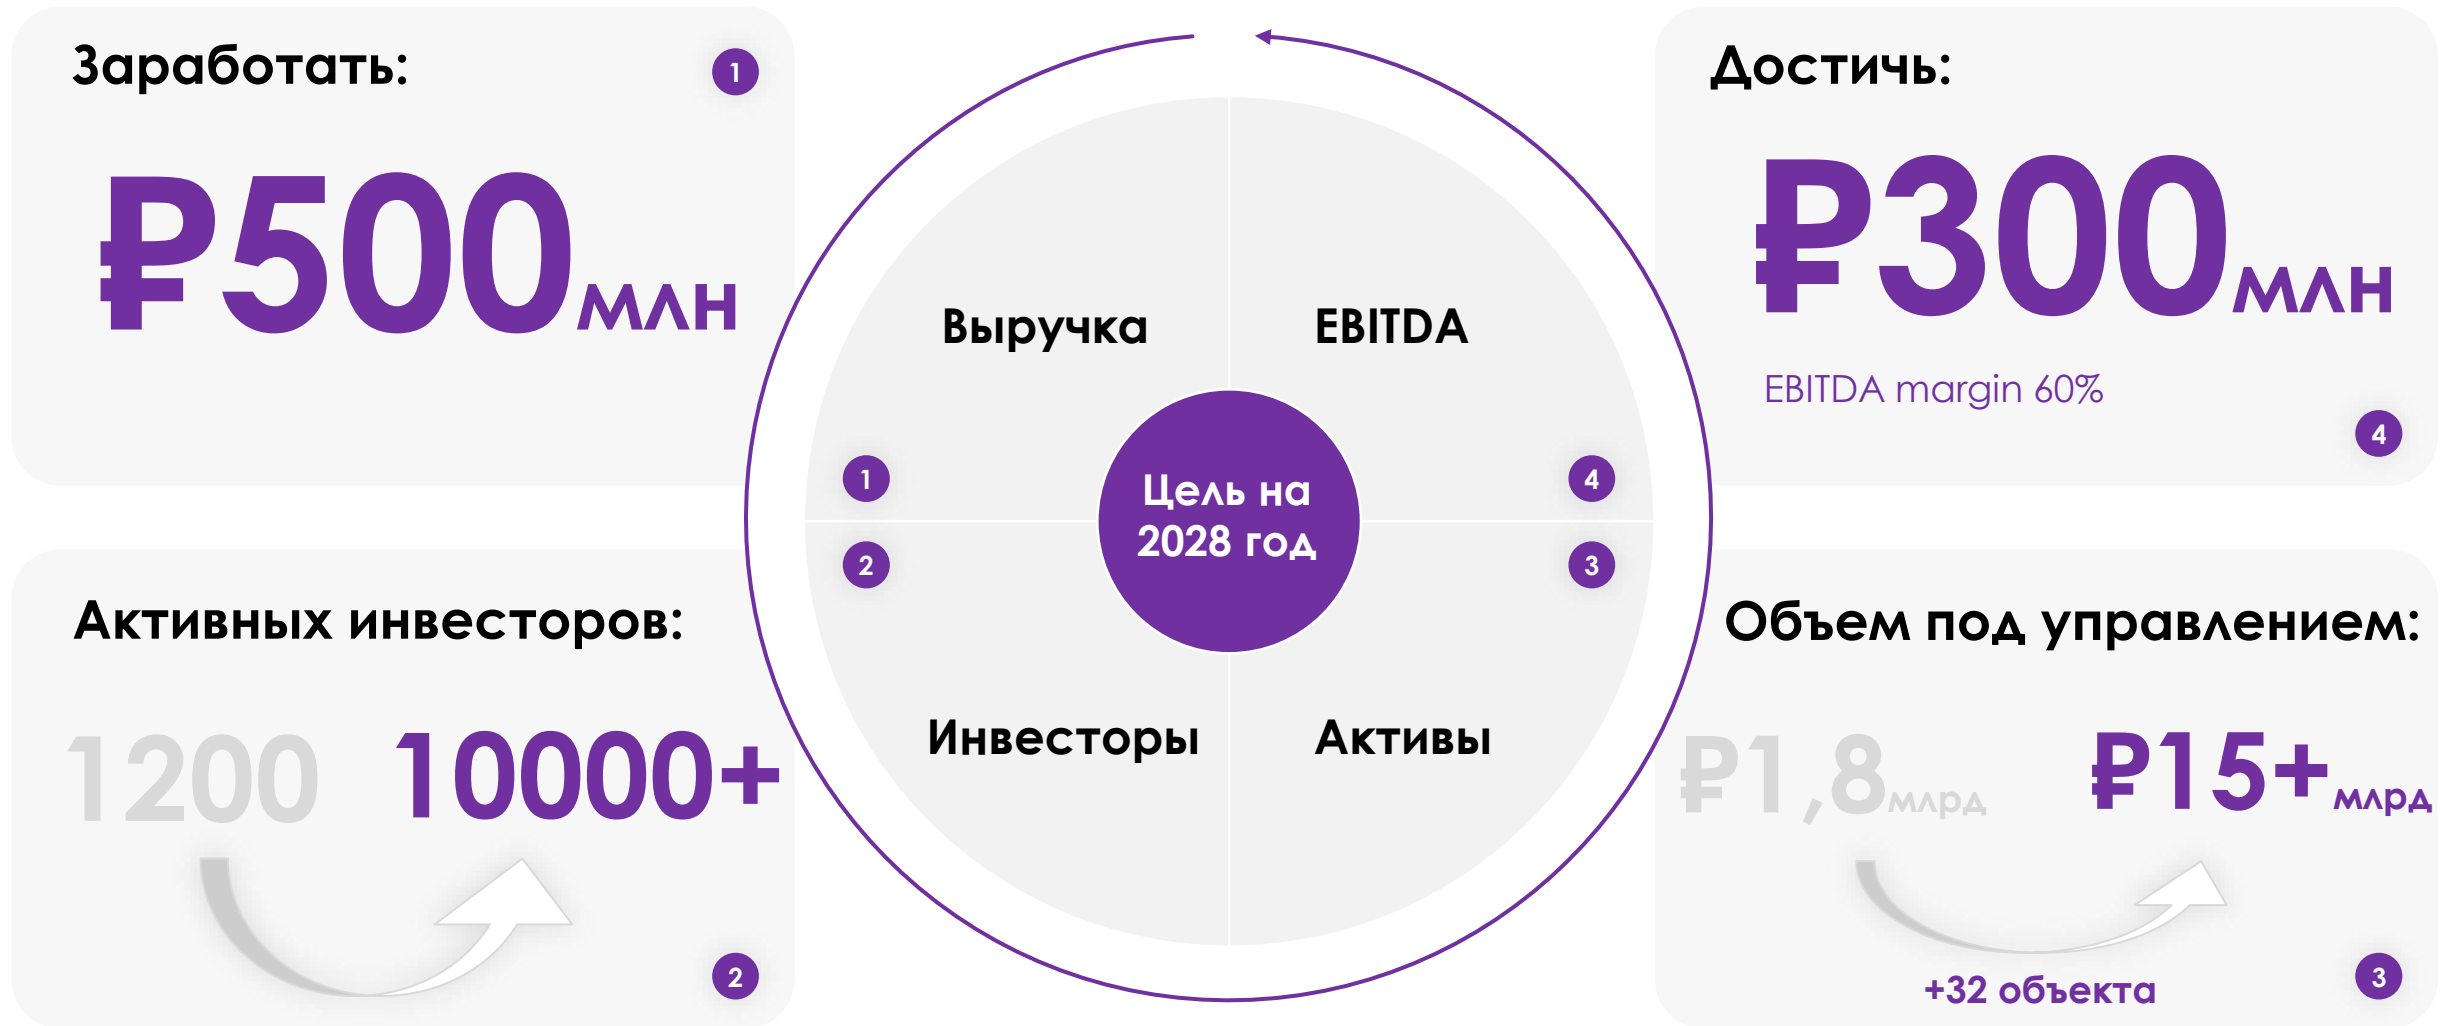 Заработать:
1
₽500млн
Достичь:
₽300млн
EBITDA margin 60%
4
Выручка
EBITDA
1
4
Цель на
2028 год
2
3
Инвесторы
Активы
Активных инвесторов:
1200
10000+
2
Объем под управлением:
₽1,8млрд
₽15+млрд
+32 объекта
3